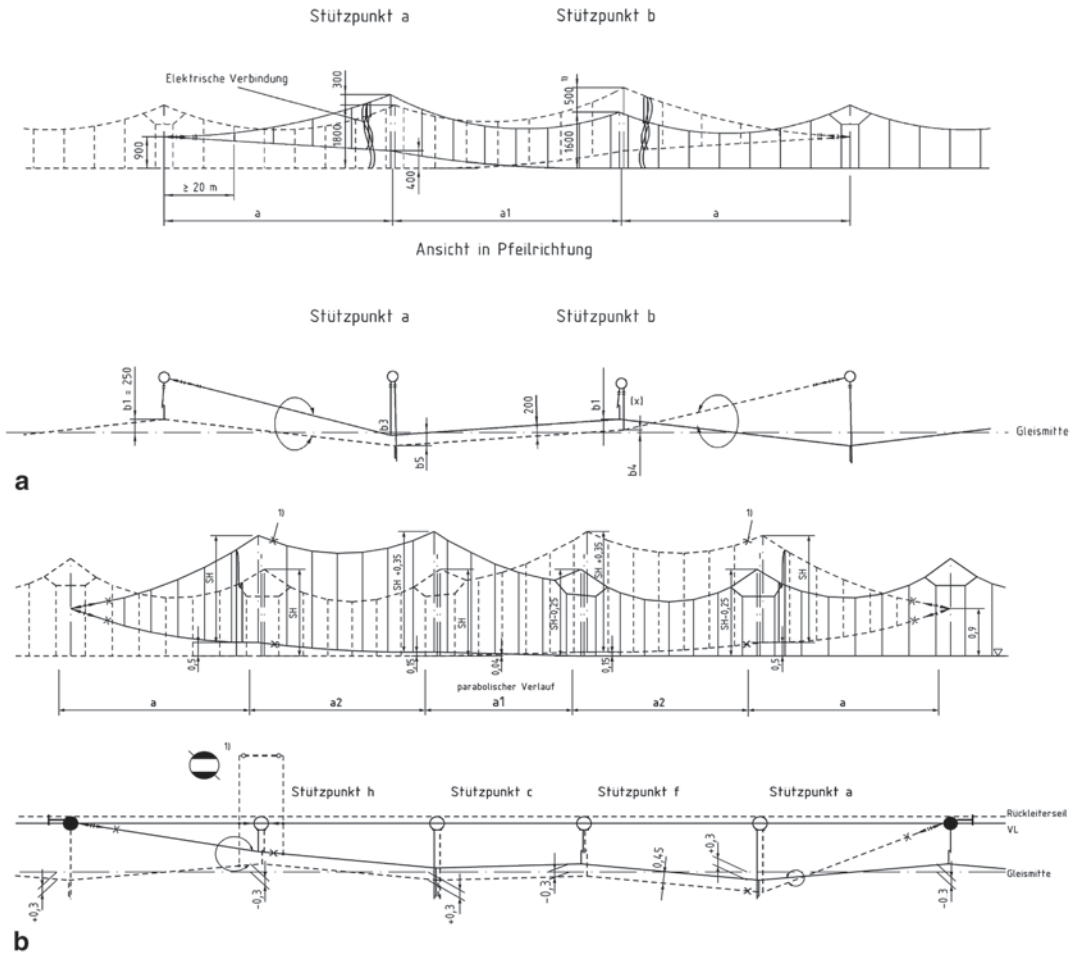 Stützpunkt a Stützpunkt b
Elektrische Verbindung
300
1800
900
≥ 20 m
400
500 1)
1600
a a1 a
Ansicht in Pfeilrichtung
Stützpunkt a Stützpunkt b
b1 = 250
b3
b5
200
b1
(x)
b4
Gleismitte
a
1) 1)
SH
SH
SH +0,35
SH
SH-0,25
SH +0,35
SH-0,25
SH
0,5
0,15
0,04
0,15
0,5
0,9
parabolischer Verlauf
a a2 a1 a2 a
1)
Stützpunkt h Stützpunkt c Stützpunkt f Stützpunkt a
Rückleiterseil
VL
Gleismitte
+0,3
-0,3
+0,3
-0,3
0,45
+0,3
-0,3
b